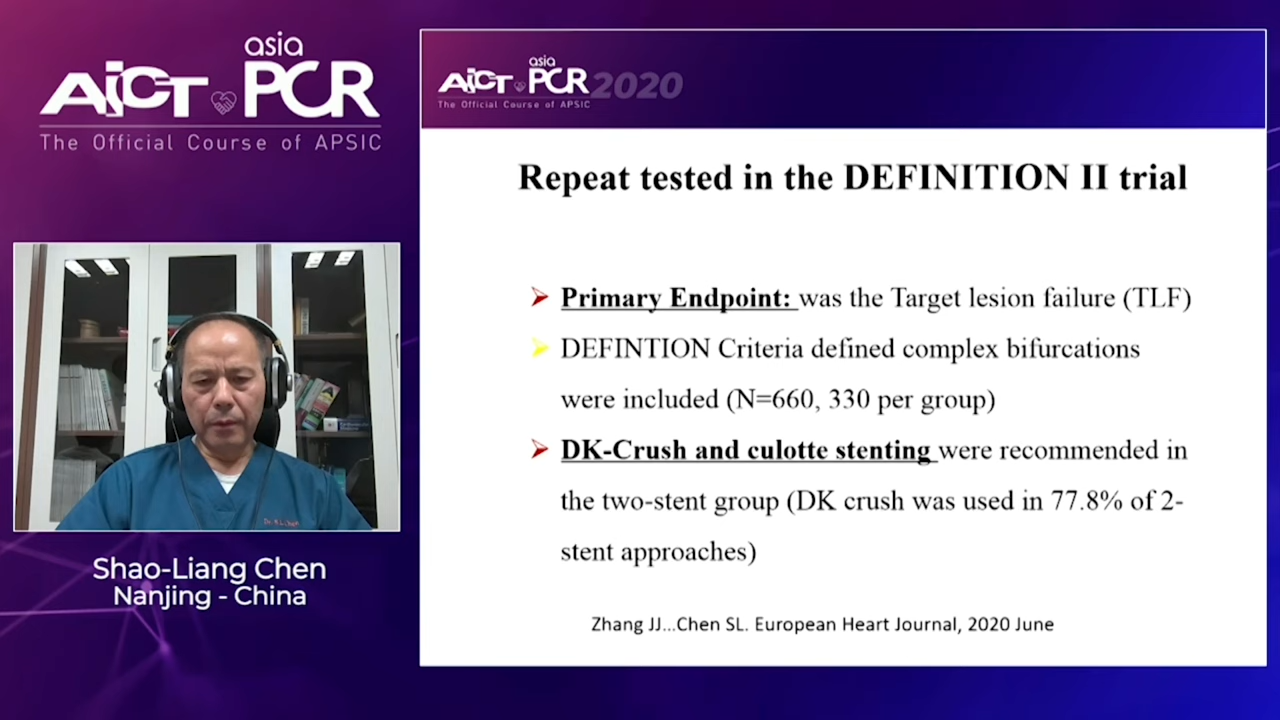 asia
AICT PCR
The Official Course of APSIC
asia
AICT PCR 2020
The Official Course of APSIC
Repeat tested in the DEFINITION II trial
Primary Endpoint: was the Target lesion failure (TLF)
DEFINTION Criteria defined complex bifurcations
were included (N=660, 330 per group)
DK-Crush and culotte stenting were recommended in
the two-stent group (DK crush was used in 77.8% of 2-
stent approaches)
Zhang JJ...Chen SL. European Heart Journal, 2020 June
Shao-Liang Chen
Nanjing - China